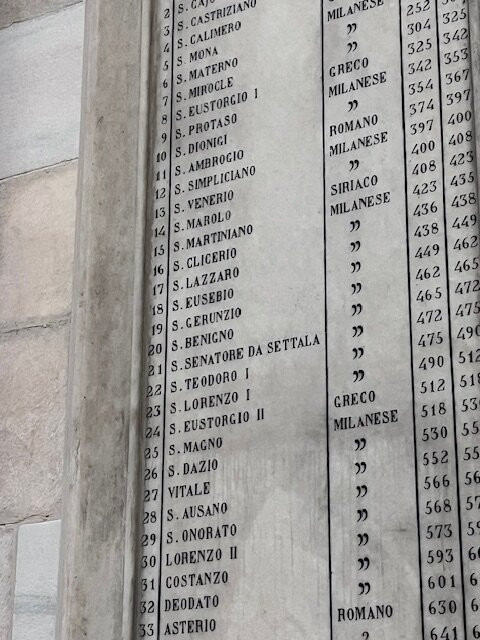 2 S. CAJO
3 S. CASTRIZIANO
4 S. CALIMERO
5 S. MONA MILANESE
6 S. MATERNO ” 252
7 S. MIROCLE ” 304 325
8 S. EUSTORGIO I GRECO 325 342
9 S. PROTASO MILANESE 342 353
10 S. DIONIGI ” 354 367
11 S. AMBROGIO ROMANO 374 397
12 S. SIMPLICIANO MILANESE 397 400
13 S. VENERIO ” 400 408
14 S. MAROLO SIRIACO 408 423
15 S. MARTINIANO MILANESE 423 435
16 S. GLICERIO ” 436 438
17 S. LAZZARO ” 438 449
18 S. EUSEBIO ” 449 462
19 S. GERUNZIO ” 462 465
20 S. BENIGNO ” 465 472
21 S. SENATORE DA SETTALA ” 472 475
22 S. TEODORO I ” 475 490
23 S. LORENZO I ” 490 512
24 S. EUSTORGIO II GRECO 512 518
25 S. MAGNO MILANESE 518
26 S. DAZIO ” 530
27 VITALE ” 552
28 S. AUSANO ” 566
29 S. ONORATO ” 568
30 LORENZO II ” 573
31 COSTANZO ” 593
32 DEODATO ” 601
33 ASTERIO ROMANO 630
641